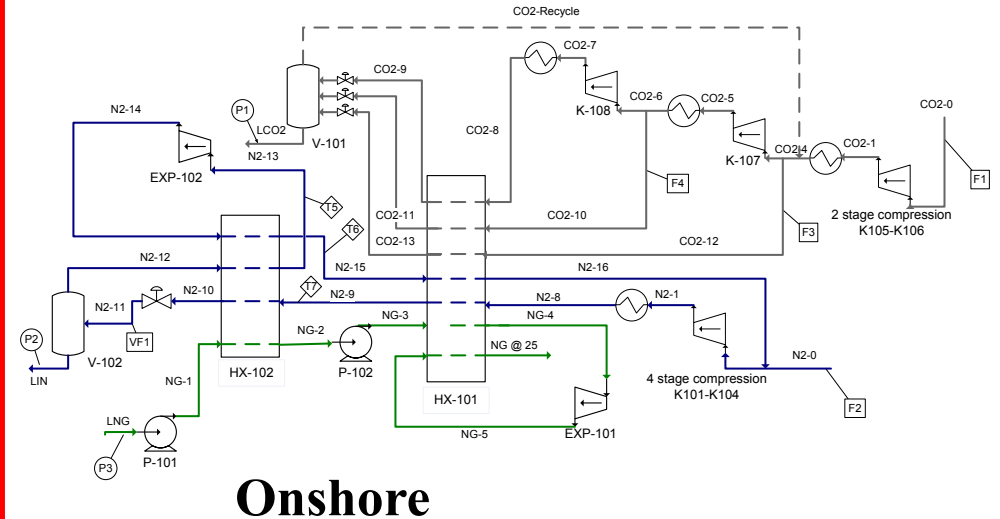 CO2-Recycle
CO2-7
CO2-9
K-108
CO2-6
CO2-5
CO2-0
P1
LCO2
N2-13
V-101
N2-14
CO2-8
K-107
CO2-4
CO2-1
EXP-102
F4
F1
T5
CO2-11
CO2-10
2 stage compression
K105-K106
T6
F3
CO2-13
CO2-12
N2-12
N2-15
N2-16
T7
N2-11
N2-10
N2-9
N2-8
N2-1
P2
VF1
NG-2
NG-3
NG-4
V-102
NG @ 25
N2-0
LIN
HX-102
P-102
NG-1
4 stage compression
K101-K104
HX-101
F2
LNG
NG-5
EXP-101
P3
P-101
Onshore